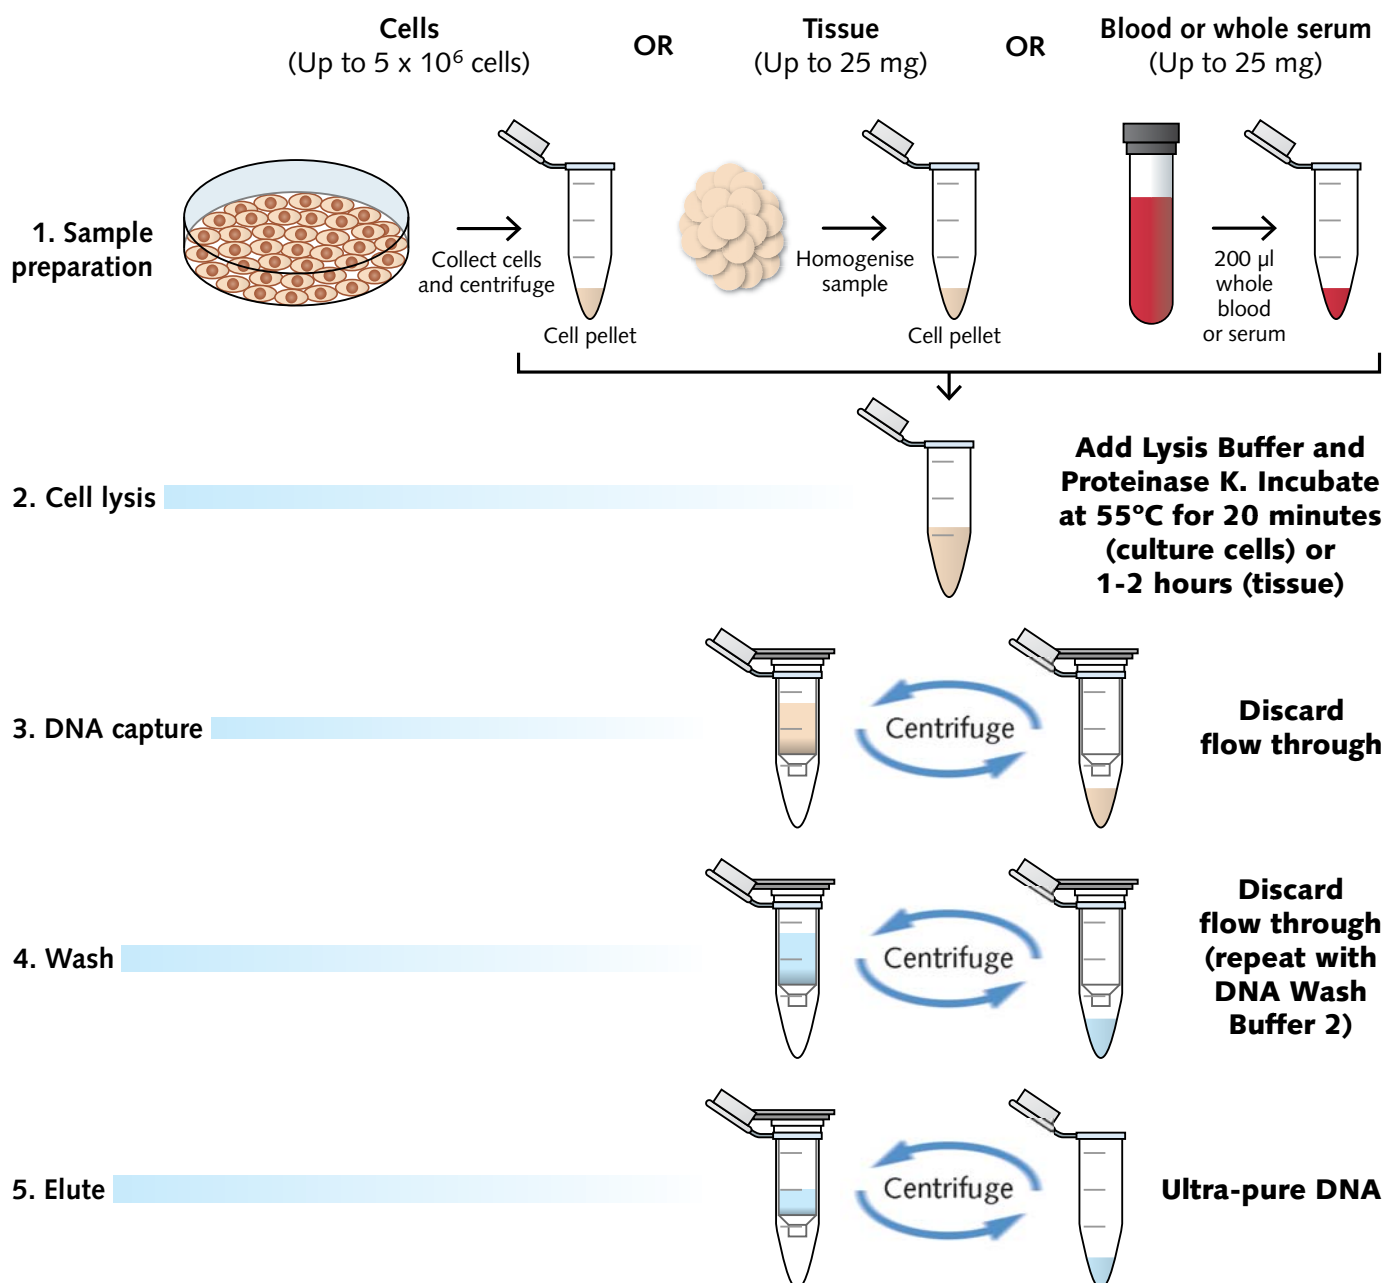 Cells
(Up to 5 x 10⁶ cells)
OR
Tissue
(Up to 25 mg)
OR
Blood or whole serum
(Up to 25 mg)
1. Sample
preparation
Collect cells
and centrifuge
Cell pellet
Homogenise
sample
Cell pellet
200 µl
whole
blood
or serum
2. Cell lysis
Add Lysis Buffer and
Proteinase K. Incubate
at 55°C for 20 minutes
(culture cells) or
1-2 hours (tissue)
3. DNA capture
Centrifuge
Discard
flow through
4. Wash
Centrifuge
Discard
flow through
(repeat with
DNA Wash
Buffer 2)
5. Elute
Centrifuge
Ultra-pure DNA